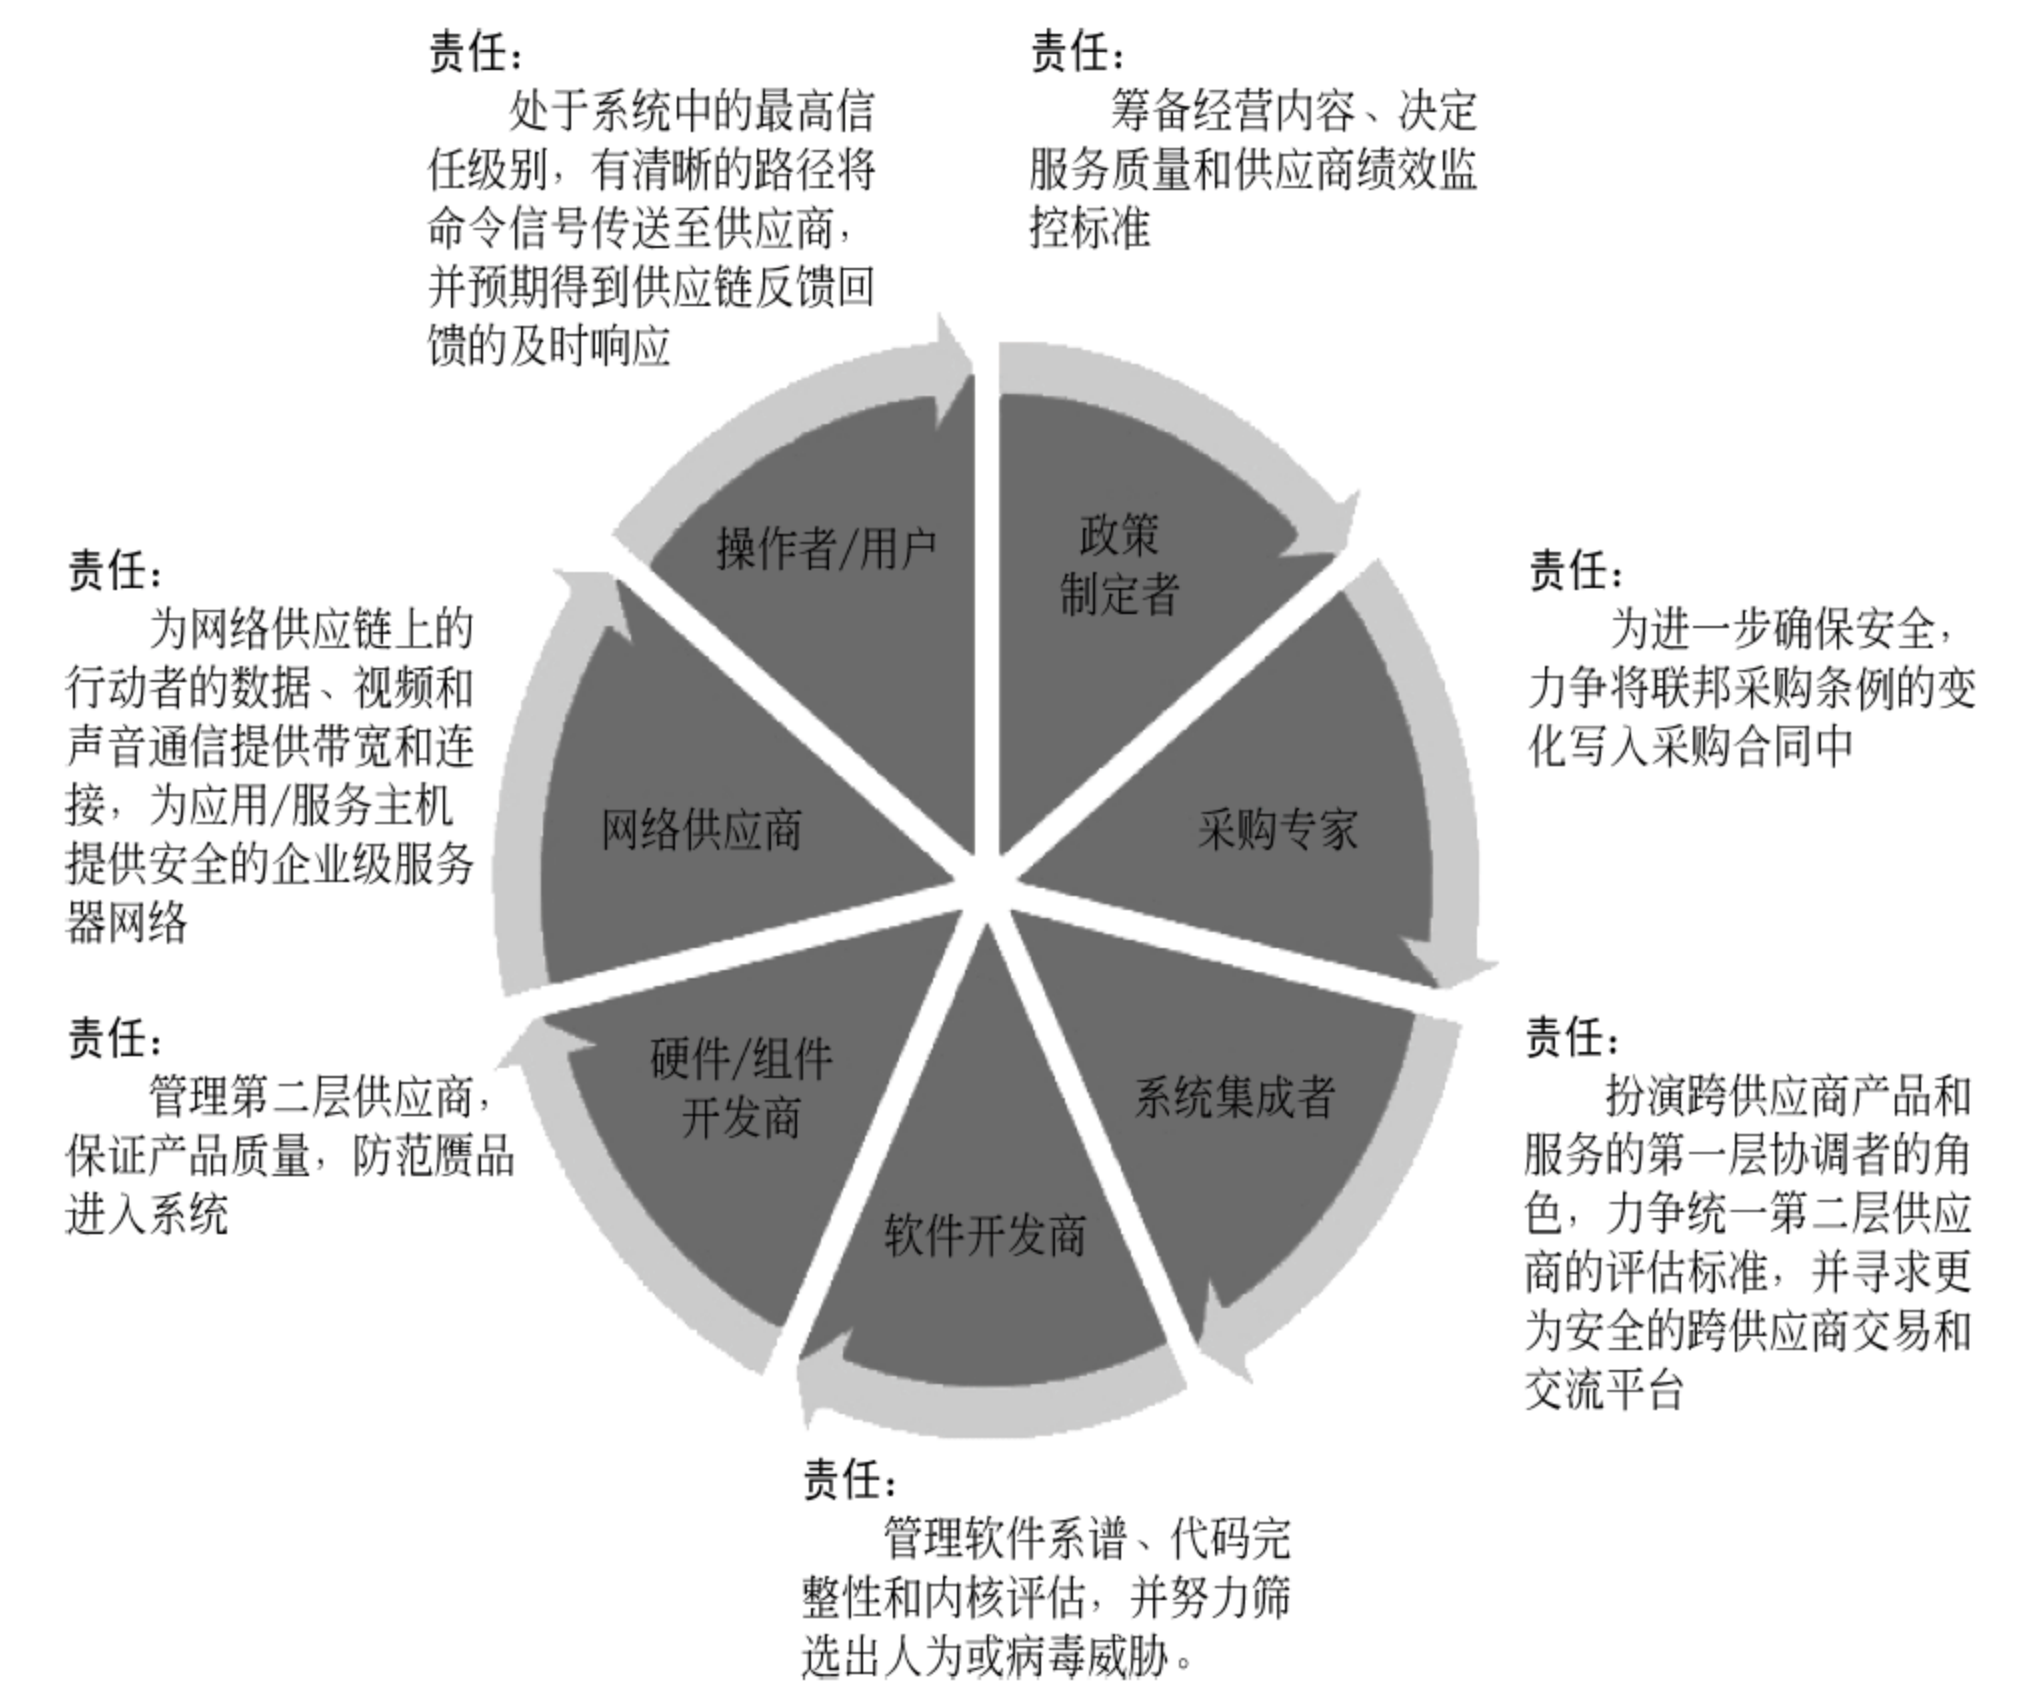 责任：
处于系统中的最高信
任级别，有清晰的路径将
命令信号传送至供应商，
并预期得到供应链反馈回
馈的及时响应
责任：
筹备经营内容、决定
服务质量和供应商绩效监
控标准
操作者/用户
政策
制定者
责任：
为网络供应链上的
行动者的数据、视频和
声音通信提供带宽和连
接，为应用/服务主机
提供安全的企业级服务
器网络
网络供应商
采购专家
责任：
为进一步确保安全，
力争将联邦采购条例的变
化写入采购合同中
责任：
管理第二层供应商，
保证产品质量，防范赝品
进入系统
硬件/组件
开发商
系统集成者
责任：
扮演跨供应商产品和
服务的第一层协调者的角
色，力争统一第二层供应
商的评估标准，并寻求更
为安全的跨供应商交易和
交流平台
软件开发商
责任：
管理软件系谱、代码完
整性和内核评估，并努力筛
选出人为或病毒威胁。